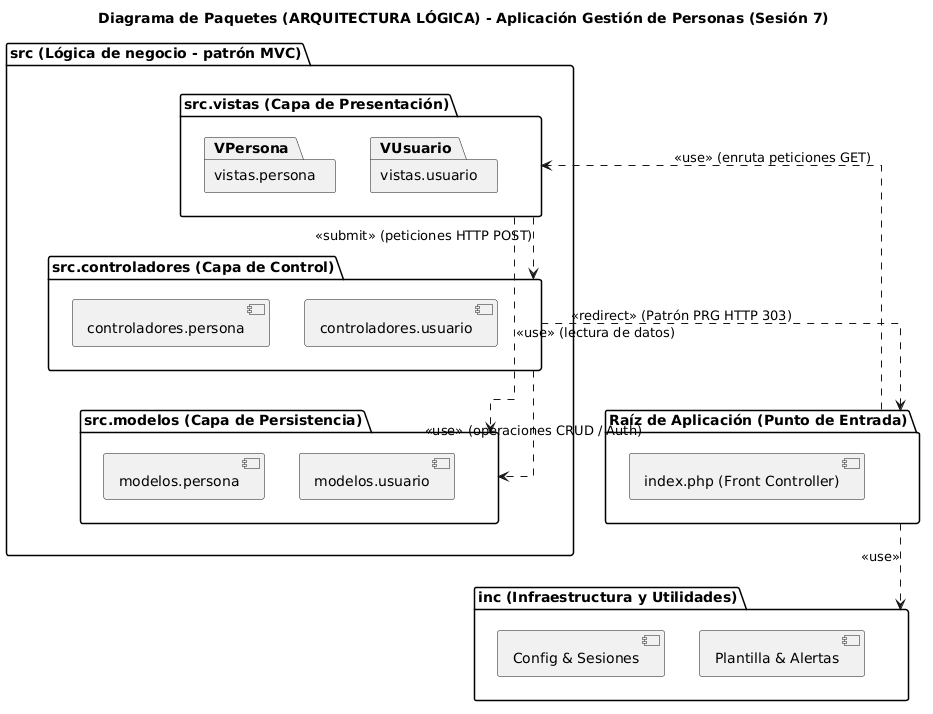 Diagrama de Paquetes (ARQUITECTURA LÓGICA) - Aplicación Gestión de Personas (Sesión 7)
src (Lógica de negocio - patrón MVC)
src.vistas (Capa de Presentación)
VPersona
vistas.persona
VUsuario
vistas.usuario
«use» (enruta peticiones GET)
«submit» (peticiones HTTP POST)
src.controladores (Capa de Control)
controladores.persona
controladores.usuario
«redirect» (Patrón PRG HTTP 303)
«use» (lectura de datos)
src.modelos (Capa de Persistencia)
«use» (operaciones CRUD / Auth)
modelos.persona
modelos.usuario
Raíz de Aplicación (Punto de Entrada)
index.php (Front Controller)
«use»
inc (Infraestructura y Utilidades)
Config & Sesiones
Plantilla & Alertas